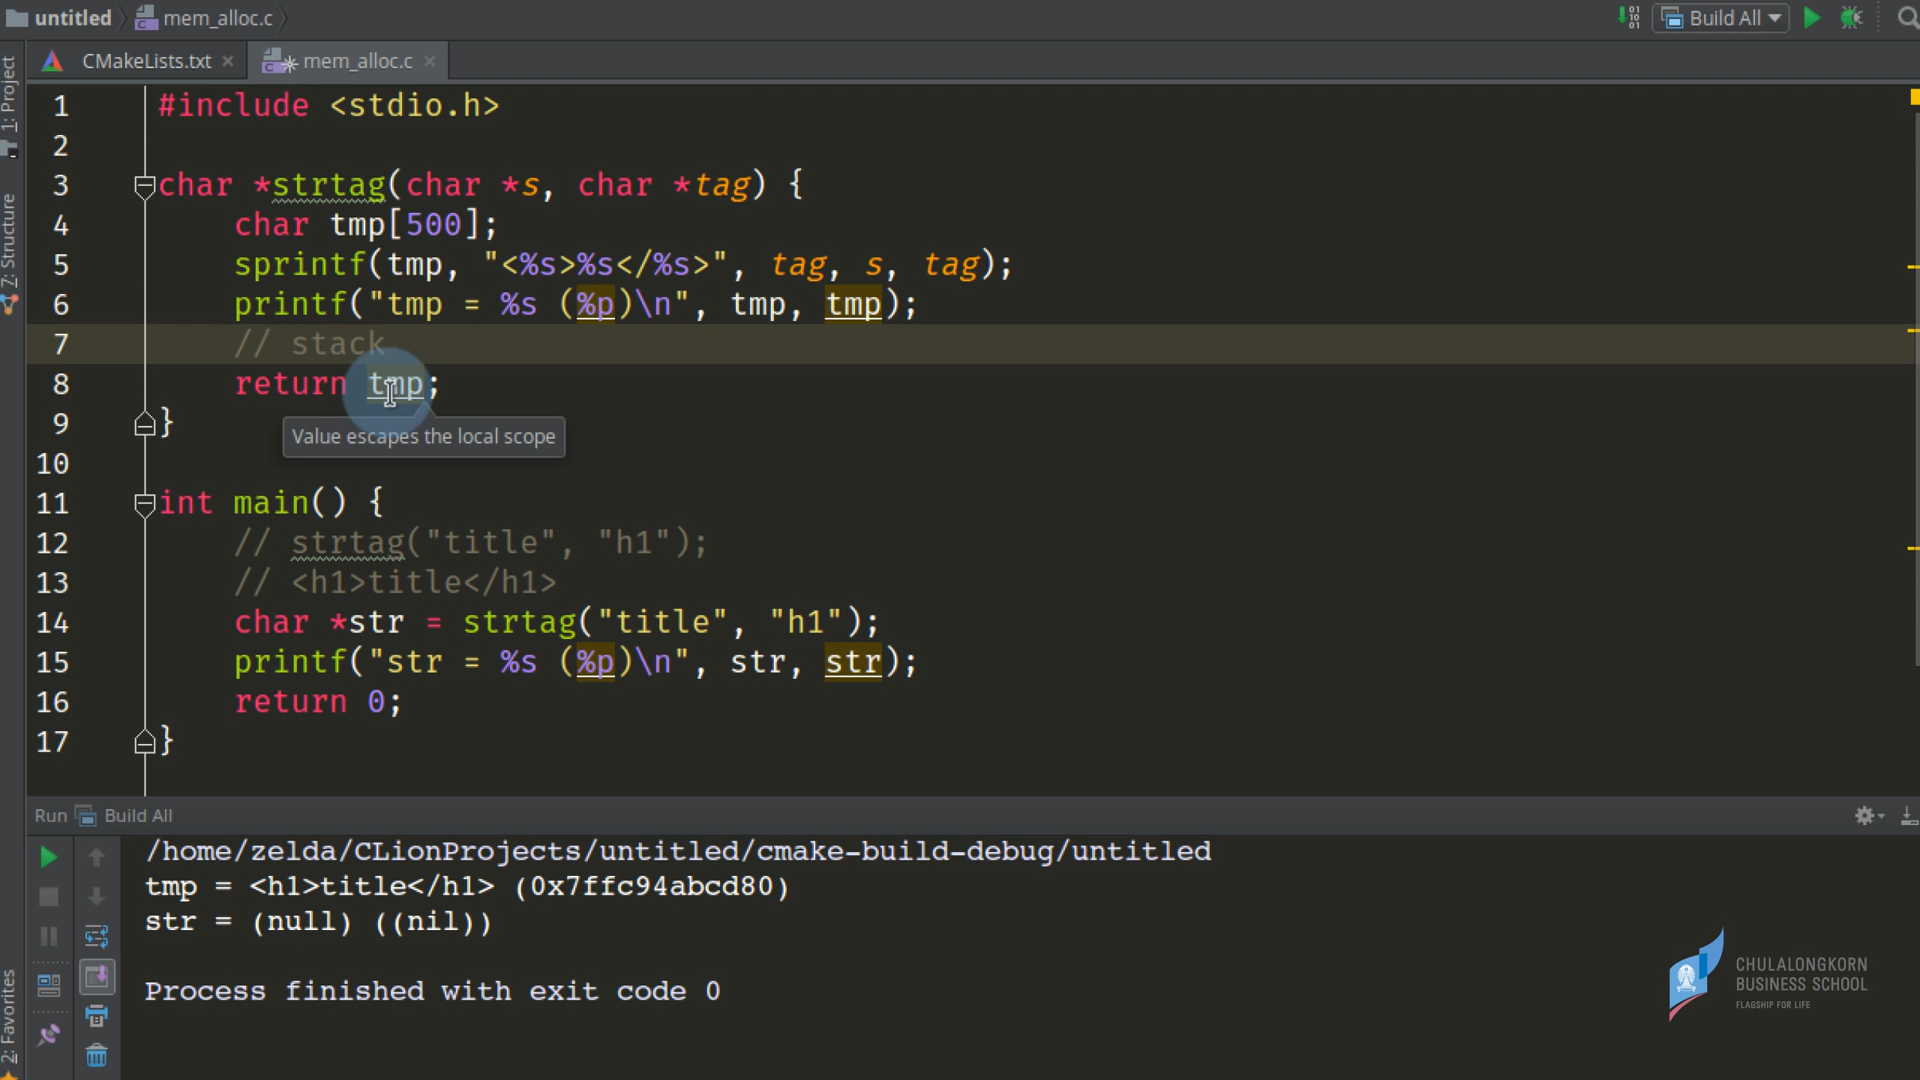 untitled mem_alloc.c Build All
CMakeLists.txt mem_alloc.c
1: Project
7: Structure
2: Favorites
1 #include <stdio.h>
2
3 char *strtag(char *s, char *tag) {
4 char tmp[500];
5 sprintf(tmp, "<%s>%s</%s>", tag, s, tag);
6 printf("tmp = %s (%p)\n", tmp, tmp);
7 // stack
8 return tmp;
9 }
Value escapes the local scope
10
11 int main() {
12 // strtag("title", "h1");
13 // <h1>title</h1>
14 char *str = strtag("title", "h1");
15 printf("str = %s (%p)\n", str, str);
16 return 0;
17 }
Run Build All
/home/zelda/CLionProjects/untitled/cmake-build-debug/untitled
tmp = <h1>title</h1> (0x7ffc94abcd80)
str = (null) ((nil))
Process finished with exit code 0
CHULALONGKORN
BUSINESS SCHOOL
FLAGSHIP FOR LIFE